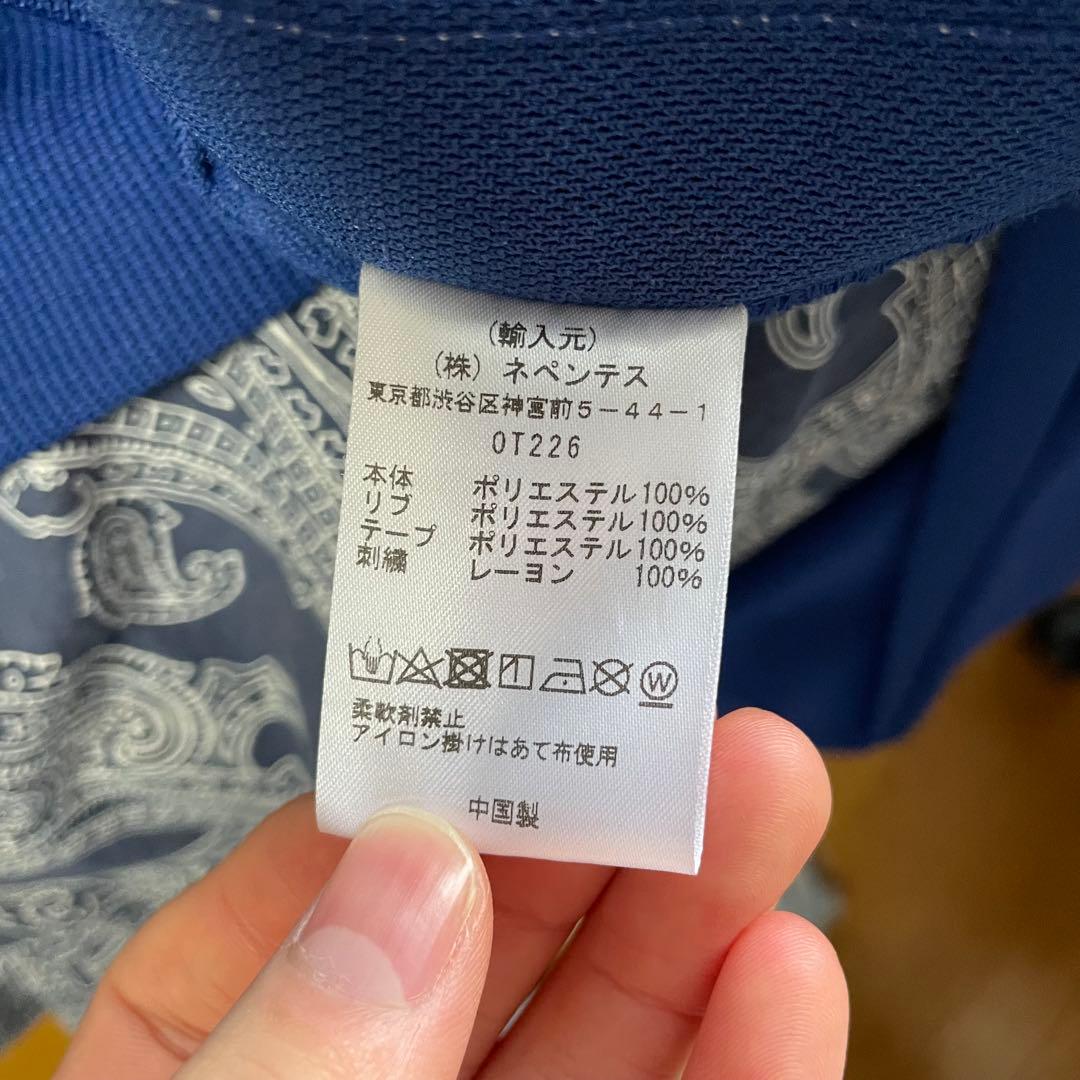 (輸入元)
(株) ネペンテス
東京都渋谷区神宮前5-44-1
OT226
本体 ポリエステル100%
リブ ポリエステル100%
テープ ポリエステル100%
刺繍 レーヨン 100%
W
柔軟剤禁止
アイロン掛けはあて布使用
中国製